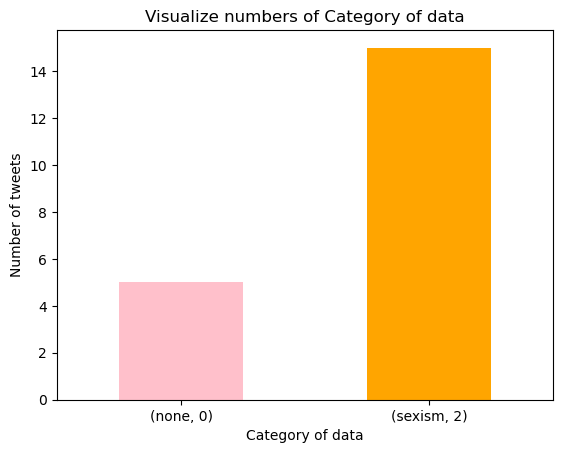 Visualize numbers of Category of data
Number of tweets
14
12
10
8
6
4
2
0
(none, 0)
(sexism, 2)
Category of data